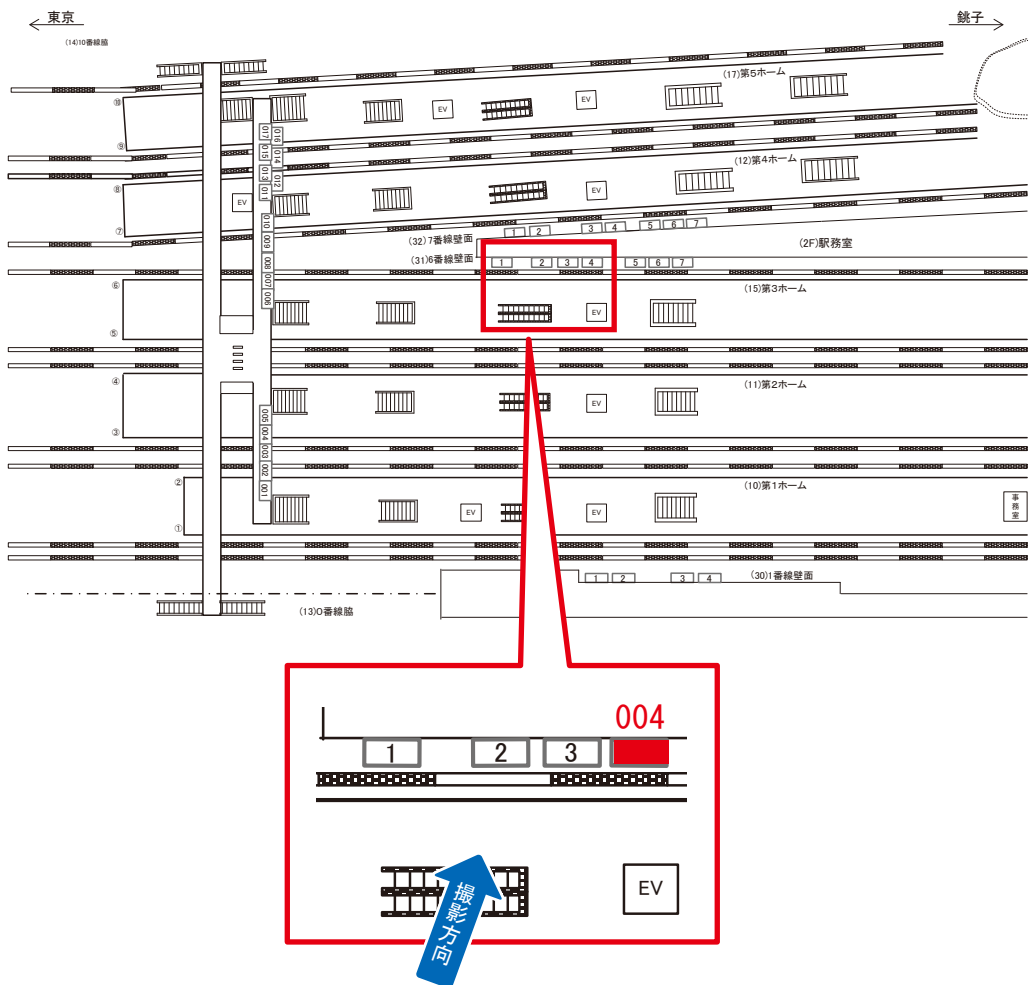 東京
銚子
(14)10番線脇
(17)第5ホーム
⑩
EV
EV
⑨
017
016
015
014
(12)第4ホーム
013
012
⑧
EV
011
EV
⑦
010
(32)7番線壁面
1 2 3 4 5 6 7
009
(2F)駅務室
(31)6番線壁面
1 2 3 4 5 6 7
008
007
006
⑥
(15)第3ホーム
EV
⑤
④
(11)第2ホーム
EV
③
005
004
003
002
001
②
(10)第1ホーム
EV
EV
事務室
①
1 2 3 4
(30)1番線壁面
(13)0番線脇
004
1 2 3
EV
撮影方向